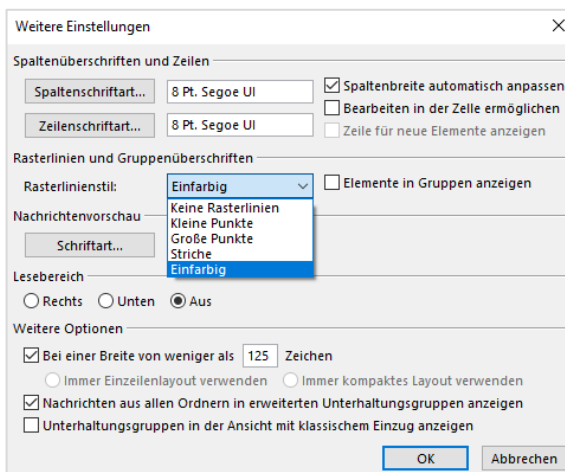 Weitere Einstellungen
Spaltenüberschriften und Zeilen
Spaltenschriftart... 8 Pt. Segoe UI Spaltenbreite automatisch anpassen
Bearbeiten in der Zelle ermöglichen
Zeilenschriftart... 8 Pt. Segoe UI Zeile für neue Elemente anzeigen
Rasterlinien und Gruppenüberschriften
Rasterlinienstil: Einfarbig Elemente in Gruppen anzeigen
Keine Rasterlinien
Kleine Punkte
Große Punkte
Striche
Einfarbig
Nachrichtenvorschau
Schriftart...
Lesebereich
Rechts Unten Aus
Weitere Optionen
Bei einer Breite von weniger als 125 Zeichen
Immer Einzeilenlayout verwenden Immer kompaktes Layout verwenden
Nachrichten aus allen Ordnern in erweiterten Unterhaltungsgruppen anzeigen
Unterhaltungsgruppen in der Ansicht mit klassischem Einzug anzeigen
OK Abbrechen